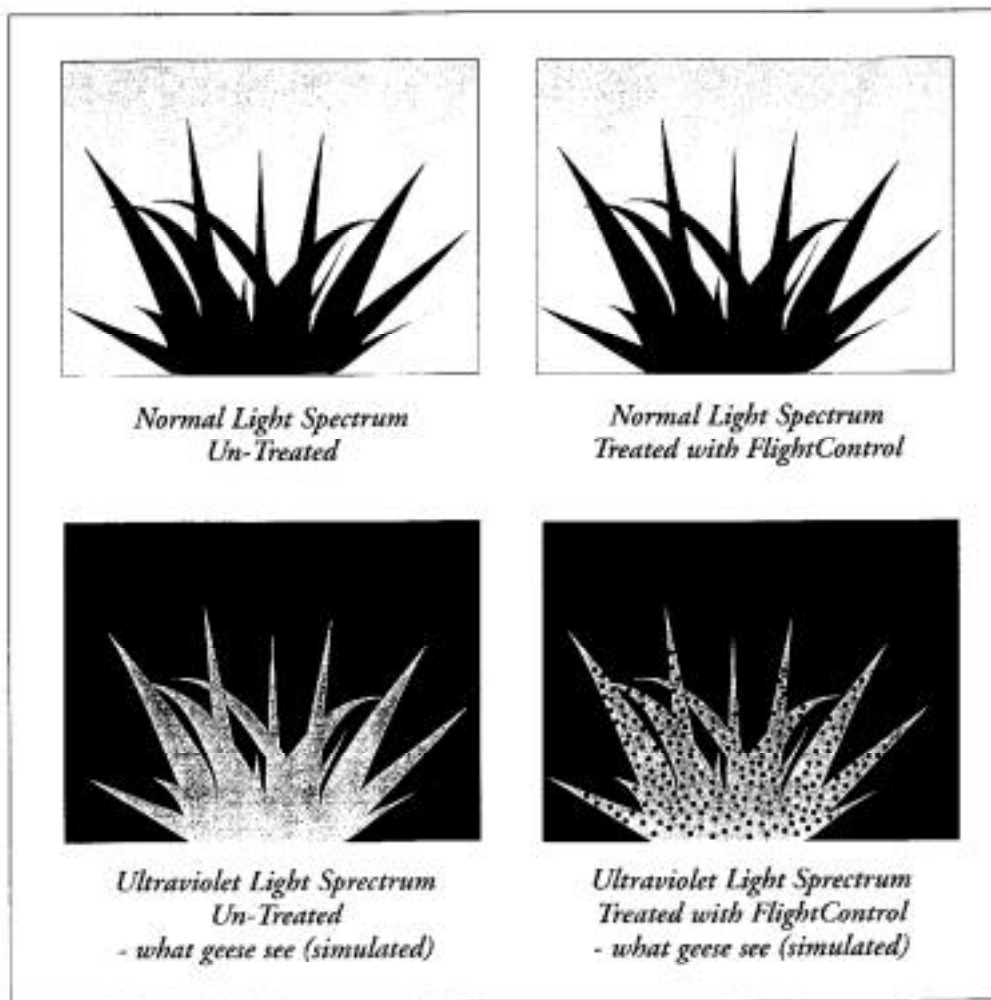 Normal Light Spectrum
Un-Treated
Normal Light Spectrum
Treated with FlightControl
Ultraviolet Light Sprectrum
Un-Treated
- what geese see (simulated)
Ultraviolet Light Sprectrum
Treated with FlightControl
- what geese see (simulated)